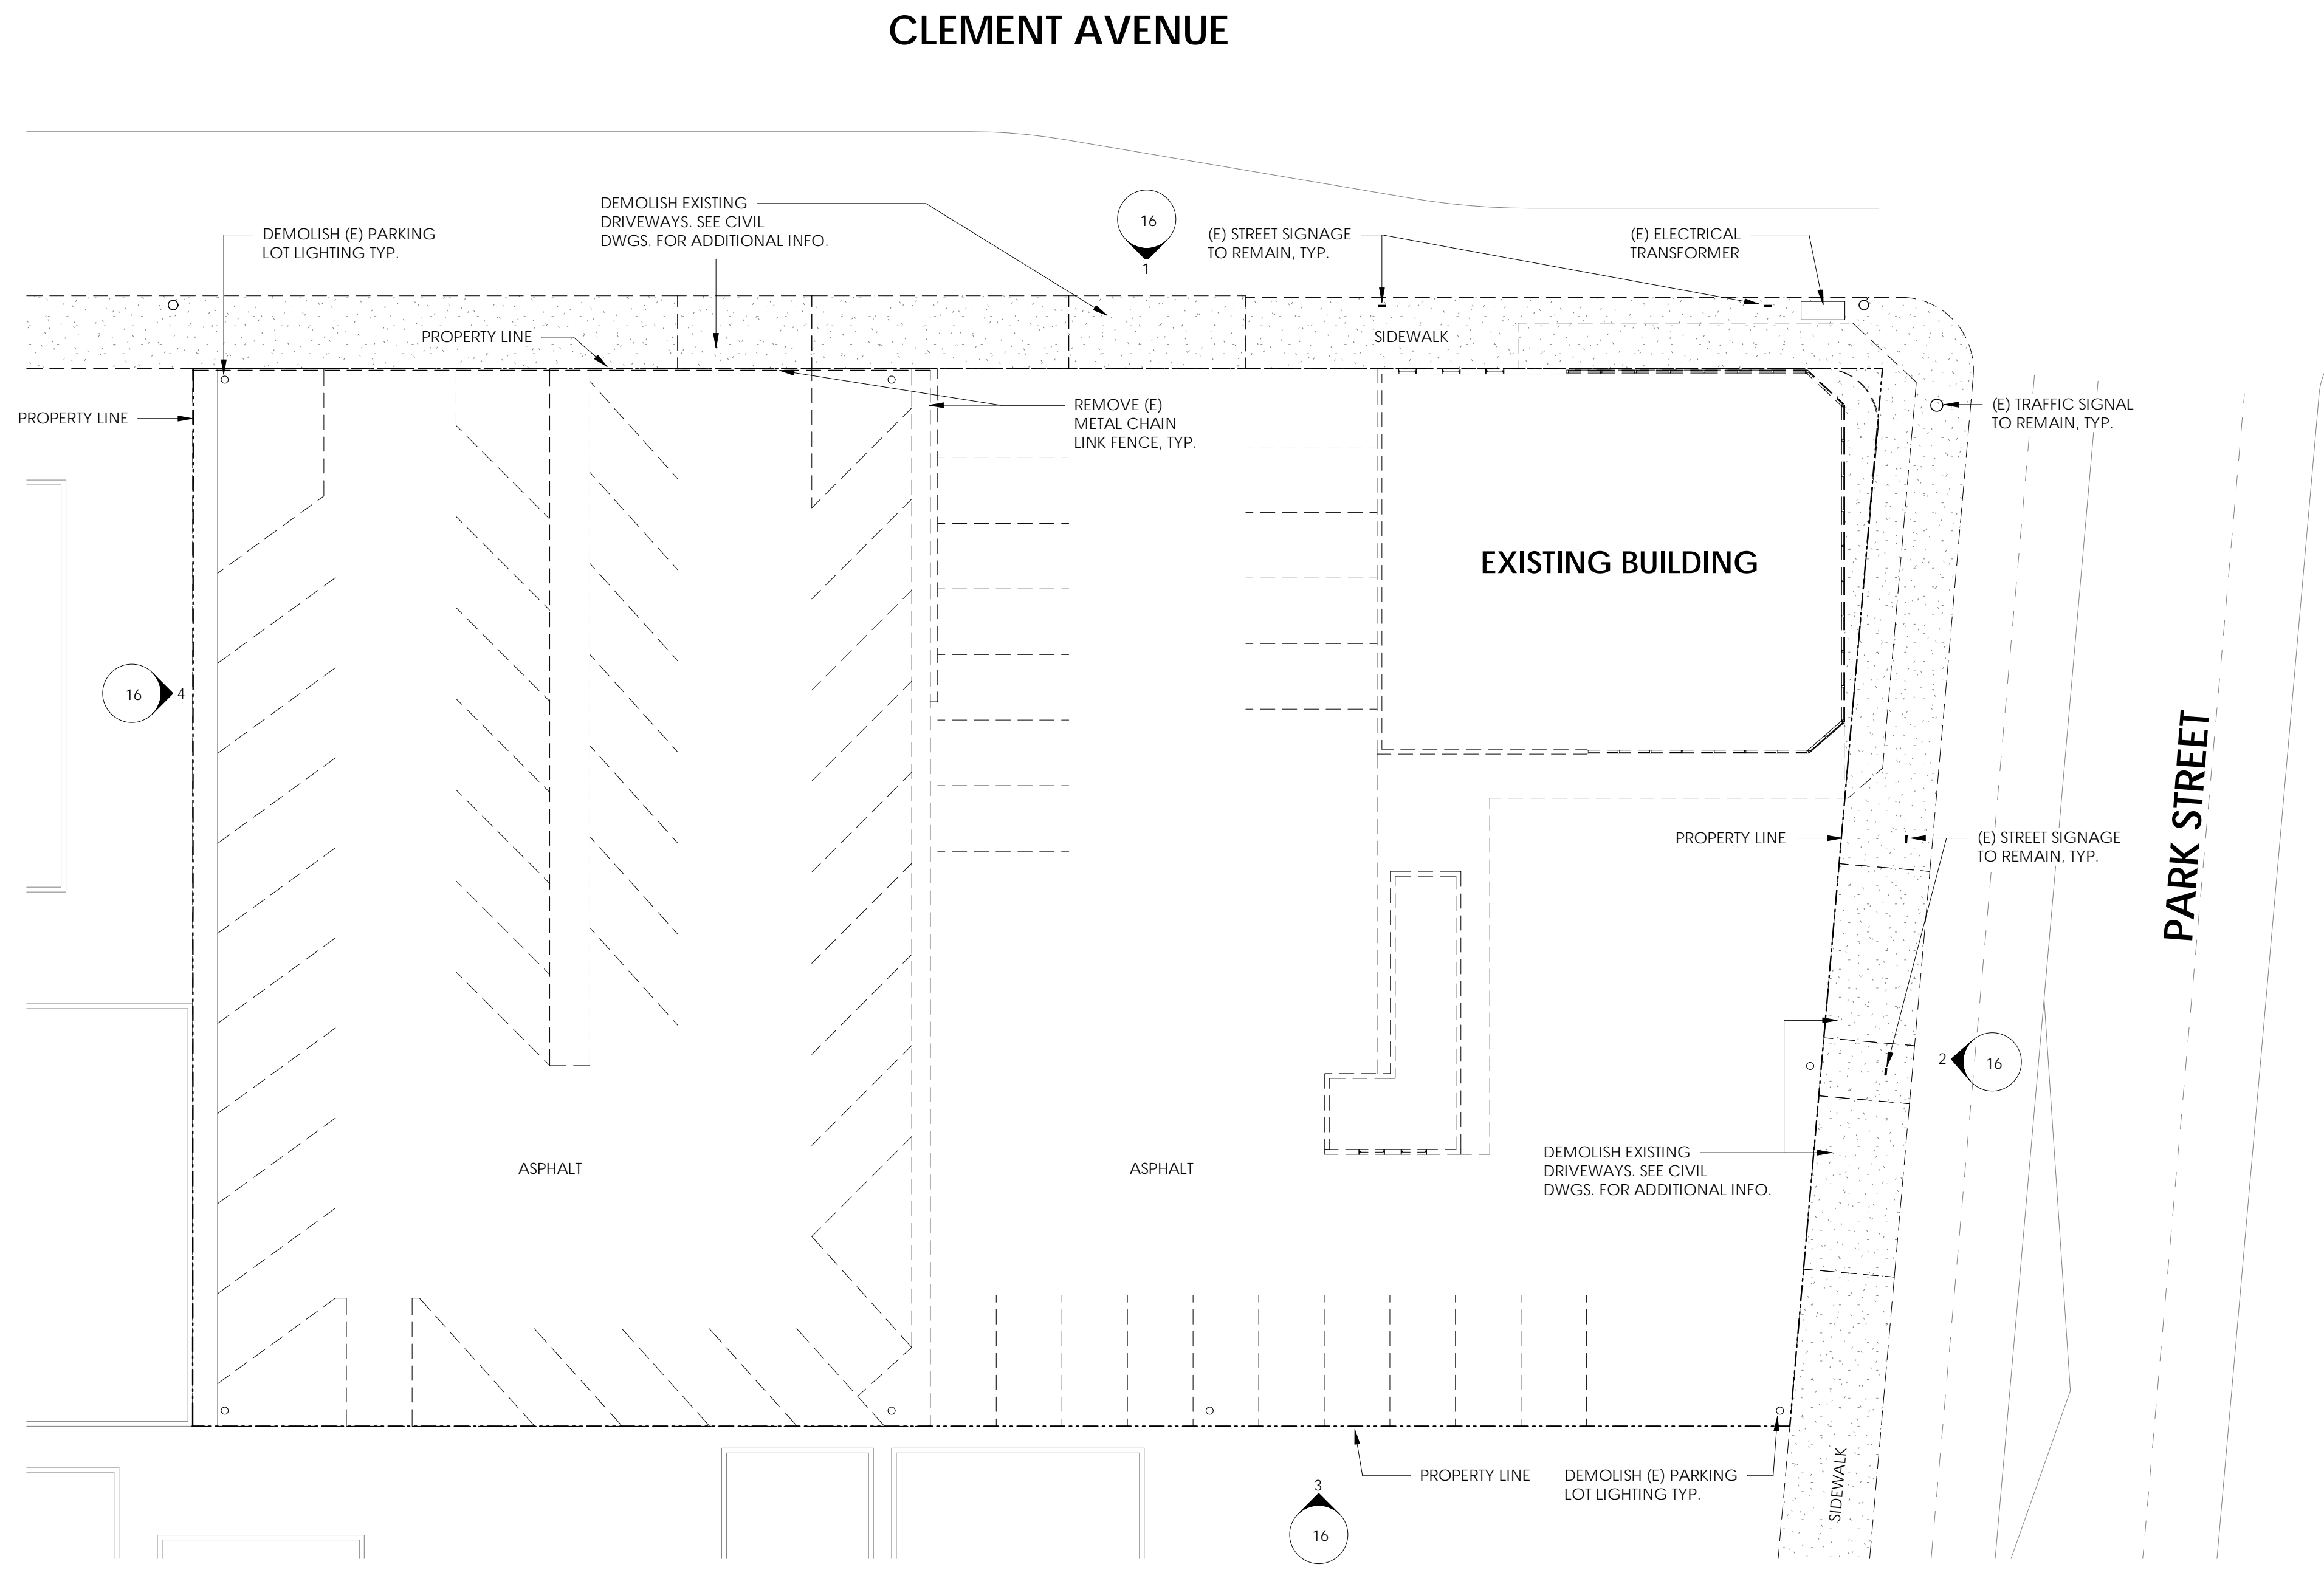 CLEMENT AVENUE
DEMOLISH EXISTING
DRIVEWAYS. SEE CIVIL
DWGS. FOR ADDITIONAL INFO.
16
1
DEMOLISH (E) PARKING
LOT LIGHTING TYP.
(E) STREET SIGNAGE
TO REMAIN, TYP.
(E) ELECTRICAL
TRANSFORMER
PROPERTY LINE
SIDEWALK
PROPERTY LINE
REMOVE (E)
METAL CHAIN
LINK FENCE, TYP.
(E) TRAFFIC SIGNAL
TO REMAIN, TYP.
EXISTING BUILDING
16
4
PARK STREET
PROPERTY LINE
(E) STREET SIGNAGE
TO REMAIN, TYP.
2
16
ASPHALT
ASPHALT
DEMOLISH EXISTING
DRIVEWAYS. SEE CIVIL
DWGS. FOR ADDITIONAL INFO.
PROPERTY LINE
DEMOLISH (E) PARKING
LOT LIGHTING TYP.
SIDEWALK
3
16